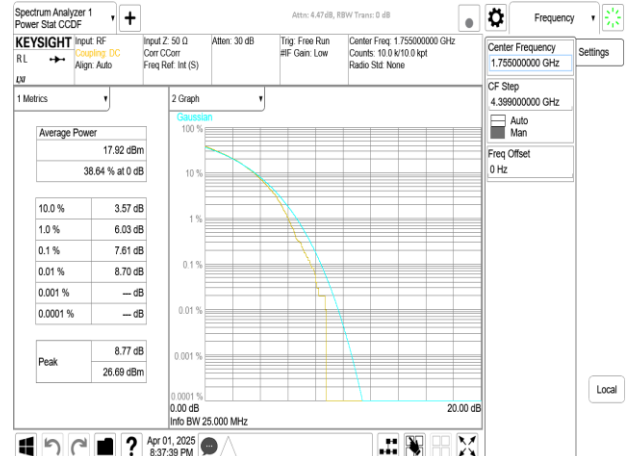 Spectrum Analyzer 1
Power Stat CCDF
Attn: 4.47dB, RBW Tranc: 0 dB
Frequency
KEYSIGHT
RL
LXI
Input: RF
Coupling: DC
Align: Auto
Input Z: 50 Ω
Corr CCorr
Freq Ref: Int (S)
Atten: 30 dB
Trig: Free Run
#IF Gain: Low
Center Freq: 1.755000000 GHz
Counts: 10.0 k/10.0 kpt
Radio Std: None
Center Frequency
1.755000000 GHz
Settings
CF Step
4.399000000 GHz
Auto
Man
Freq Offset
0 Hz
1 Metrics
Average Power
17.92 dBm
38.64 % at 0 dB
10.0 % 3.57 dB
1.0 % 6.03 dB
0.1 % 7.61 dB
0.01 % 8.70 dB
0.001 % --- dB
0.0001 % --- dB
Peak
8.77 dB
26.69 dBm
2 Graph
Gaussian
100 %
10 %
1 %
0.1 %
0.01 %
0.001 %
0.0001 %
0.00 dB
20.00 dB
Info BW 25.000 MHz
Local
Apr 01, 2025
8:37:39 PM